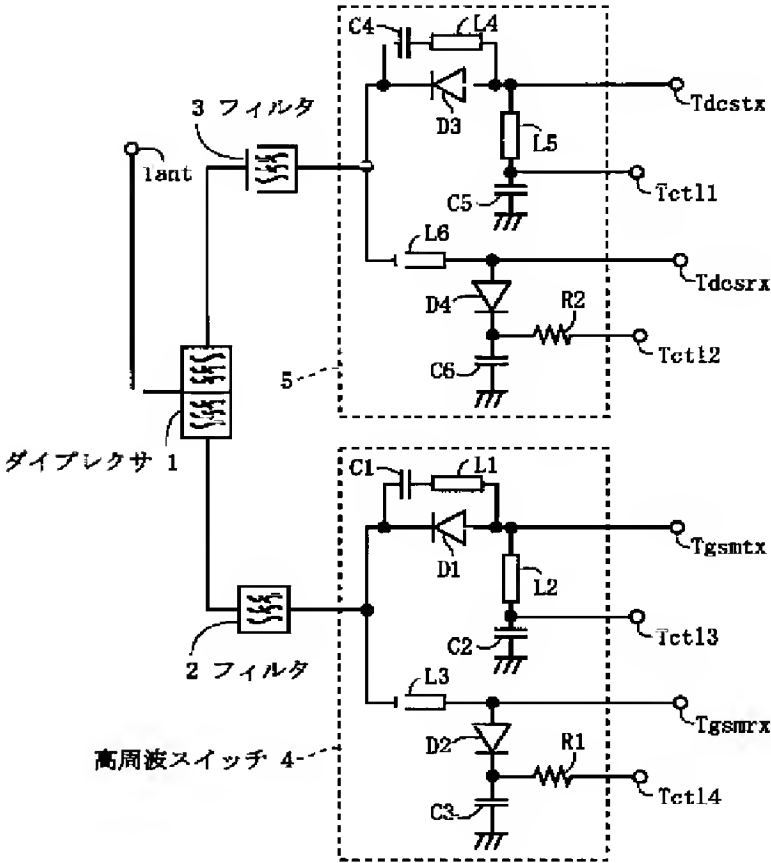 C4
L4
D3
Tdcstx
3 フィルタ
L5
Tant
C5
Tctl1
L6
Tdcsrx
D4
R2
C6
Tctl2
5
ダイプレクサ 1
C1
L1
D1
Tgsmtx
L2
C2
Tctl3
2 フィルタ
L3
Tgsmrx
D2
R1
高周波スイッチ 4
C3
Tctl4